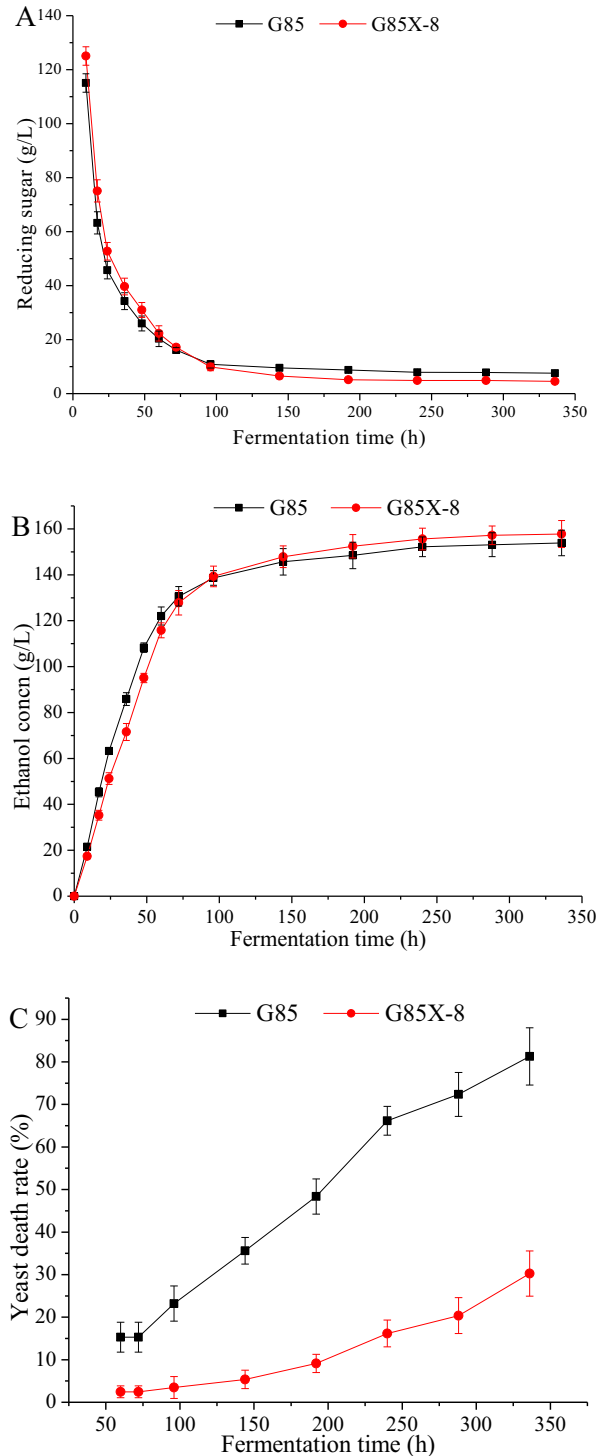 A
G85
G85X-8
140
120
100
80
60
40
20
0
Reducing sugar (g/L)
0 50 100 150 200 250 300 350
Fermentation time (h)
B
G85
G85X-8
160
140
120
100
80
60
40
20
0
Ethanol concn (g/L)
0 50 100 150 200 250 300 350
Fermentation time (h)
C
G85
G85X-8
90
80
70
60
50
40
30
20
10
0
Yeast death rate (%)
50 100 150 200 250 300 350
Fermentation time (h)